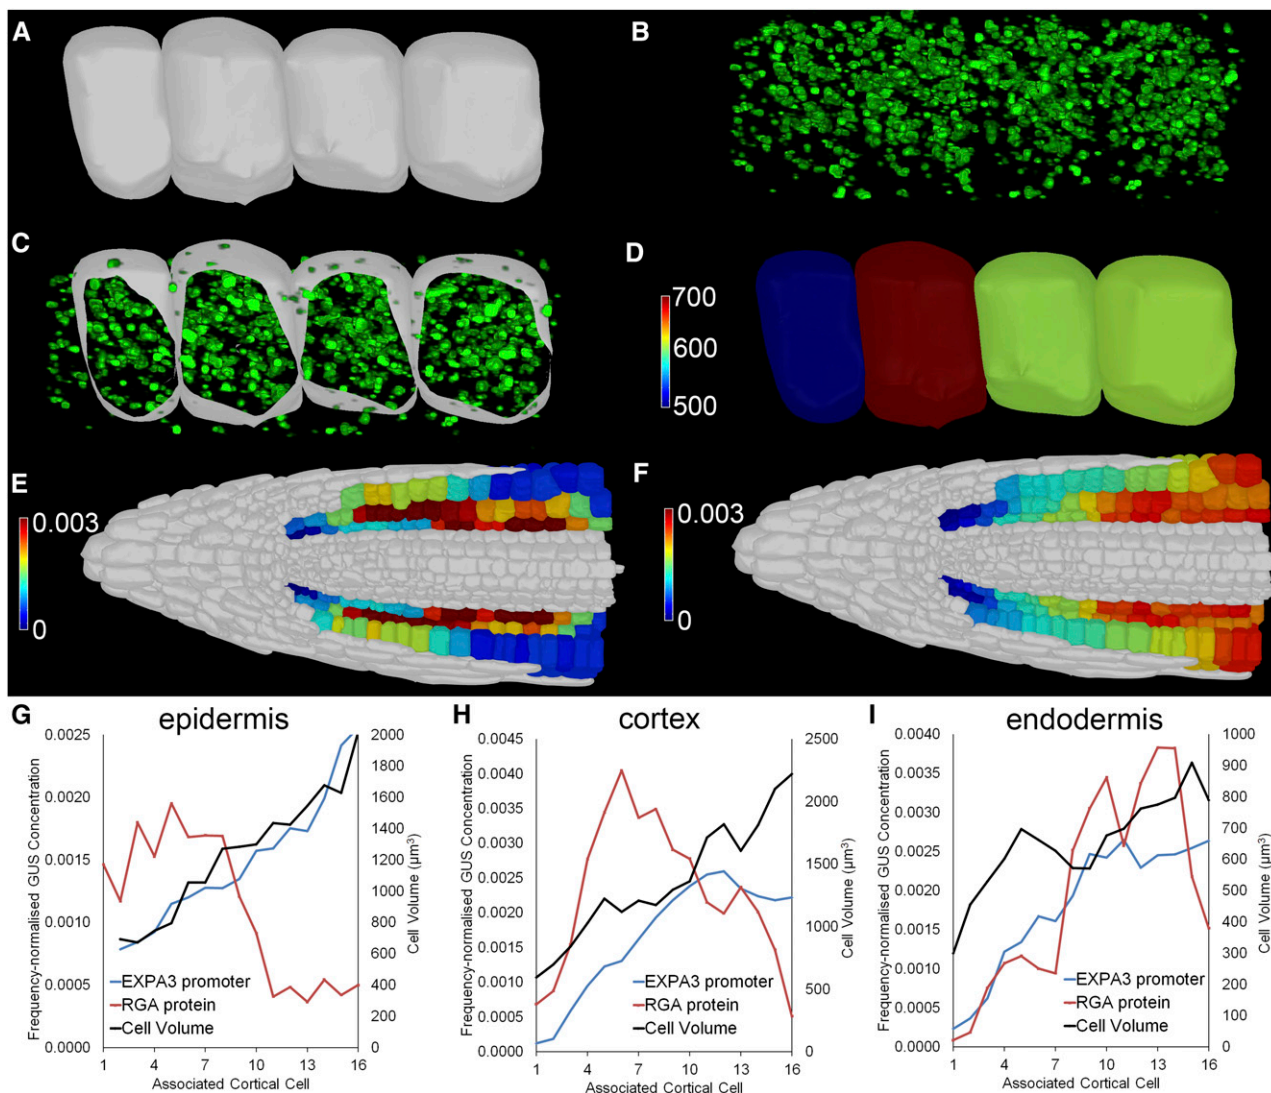 A
B
C
D
700
600
500
E
0.003
0
F
0.003
0
G
epidermis
Frequency-normalised GUS Concentration
0.0025
0.0020
0.0015
0.0010
0.0005
0.0000
2000
1800
1600
1400
1200
1000
800
600
400
200
0
Cell Volume (µm³)
EXPA3 promoter
RGA protein
Cell Volume
1 4 7 10 13 16
Associated Cortical Cell
H
cortex
Frequency-normalised GUS Concentration
0.0045
0.0040
0.0035
0.0030
0.0025
0.0020
0.0015
0.0010
0.0005
0.0000
2500
2000
1500
1000
500
0
Cell Volume (µm³)
EXPA3 promoter
RGA protein
Cell Volume
1 4 7 10 13 16
Associated Cortical Cell
I
endodermis
Frequency-normalised GUS Concentration
0.0040
0.0035
0.0030
0.0025
0.0020
0.0015
0.0010
0.0005
0.0000
1000
900
800
700
600
500
400
300
200
100
0
Cell Volume (µm³)
EXPA3 promoter
RGA protein
Cell Volume
1 4 7 10 13 16
Associated Cortical Cell